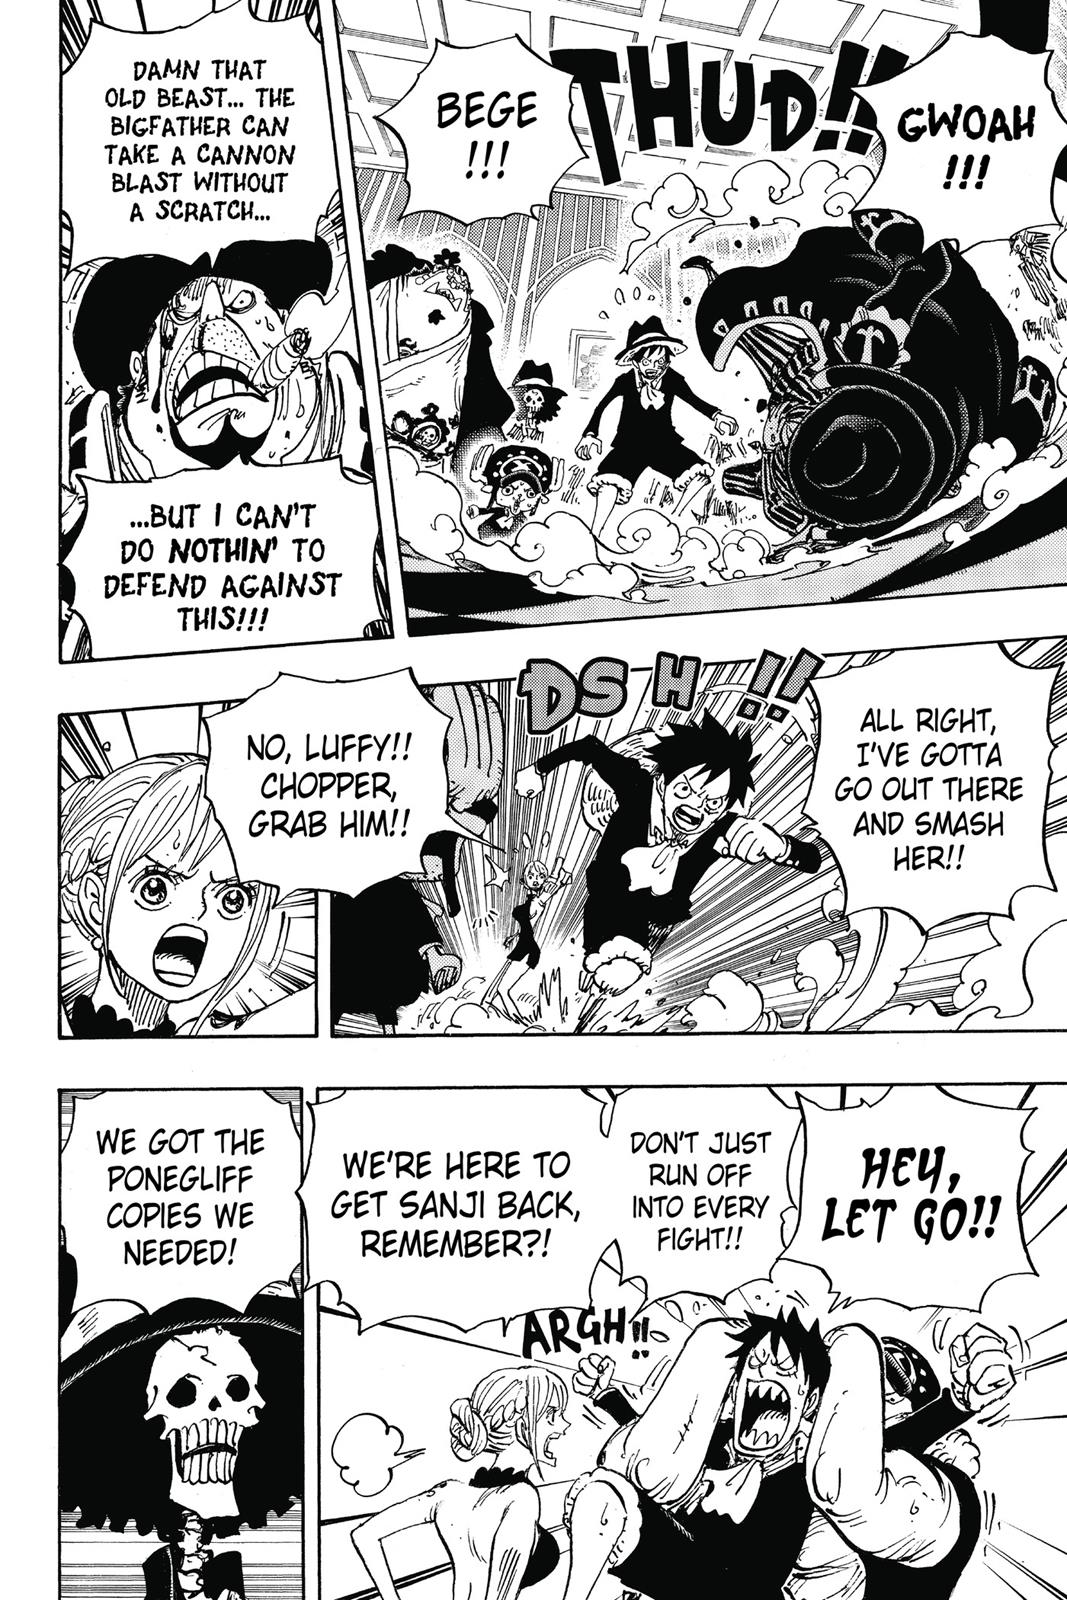 GWOAH
!!!
THUD!!
BEGE
!!!
DAMN THAT
OLD BEAST... THE
BIGFATHER CAN
TAKE A CANNON
BLAST WITHOUT
A SCRATCH...
...BUT I CAN'T
DO NOTHIN' TO
DEFEND AGAINST
THIS!!!
ALL RIGHT,
I'VE GOTTA
GO OUT THERE
AND SMASH
HER!!
DSH!!
NO, LUFFY!!
CHOPPER,
GRAB HIM!!
HEY,
LET GO!!
DON'T JUST
RUN OFF
INTO EVERY
FIGHT!!
ARGH!!
WE'RE HERE TO
GET SANJI BACK,
REMEMBER?!
WE GOT THE
PONEGLIFF
COPIES WE
NEEDED!